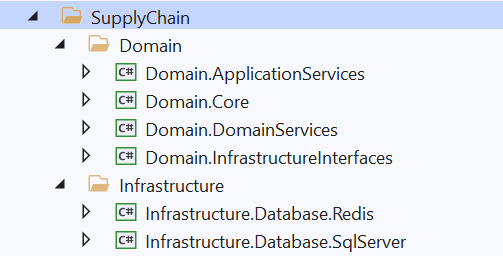 SupplyChain
Domain
C# Domain.ApplicationServices
C# Domain.Core
C# Domain.DomainServices
C# Domain.InfrastructureInterfaces
Infrastructure
C# Infrastructure.Database.Redis
C# Infrastructure.Database.SqlServer